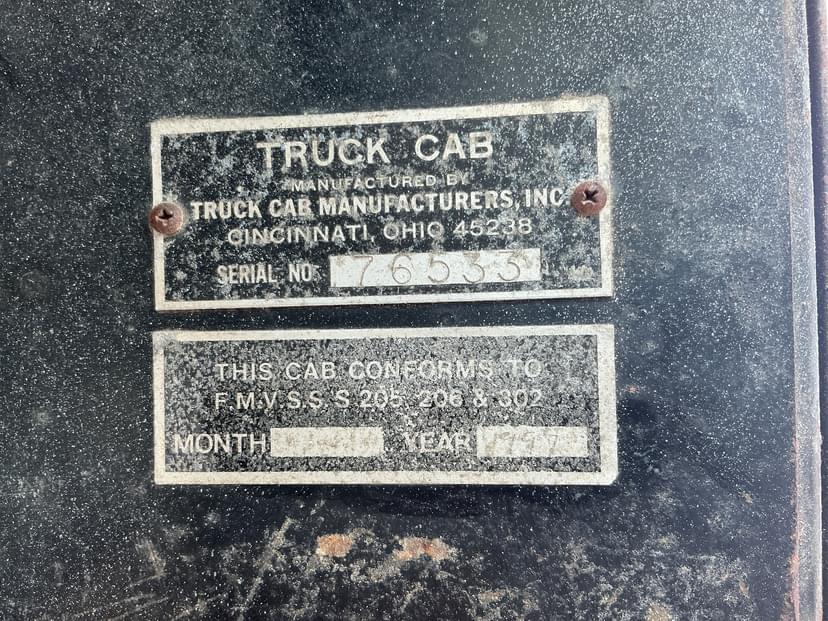 TRUCK CAB
MANUFACTURED BY
TRUCK CAB MANUFACTURERS, INC
CINCINNATI, OHIO 45238
SERIAL NO. 76533
THIS CAB CONFORMS TO
F.M.V.S.S. S 205, 206 & 302
MONTH YEAR 1997